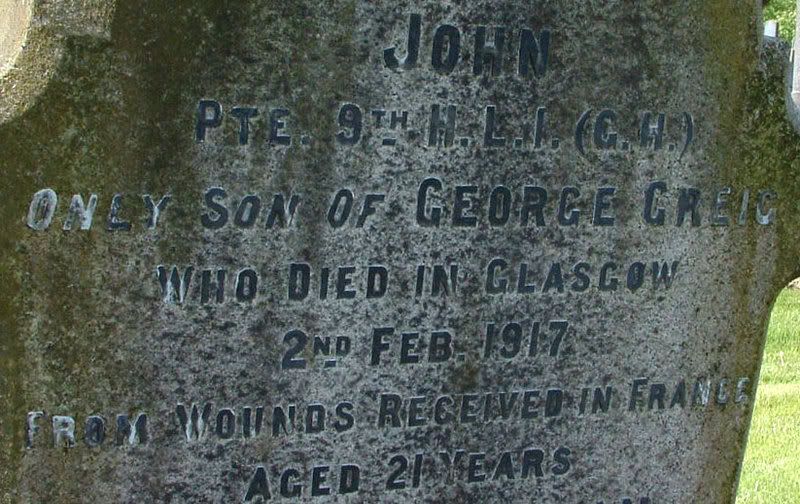 JOHN
PTE. 9TH H.L.I. (G.H.)
ONLY SON OF GEORGE GREIG
WHO DIED IN GLASGOW
2ND FEB. 1917
FROM WOUNDS RECEIVED IN FRANCE
AGED 21 YEARS